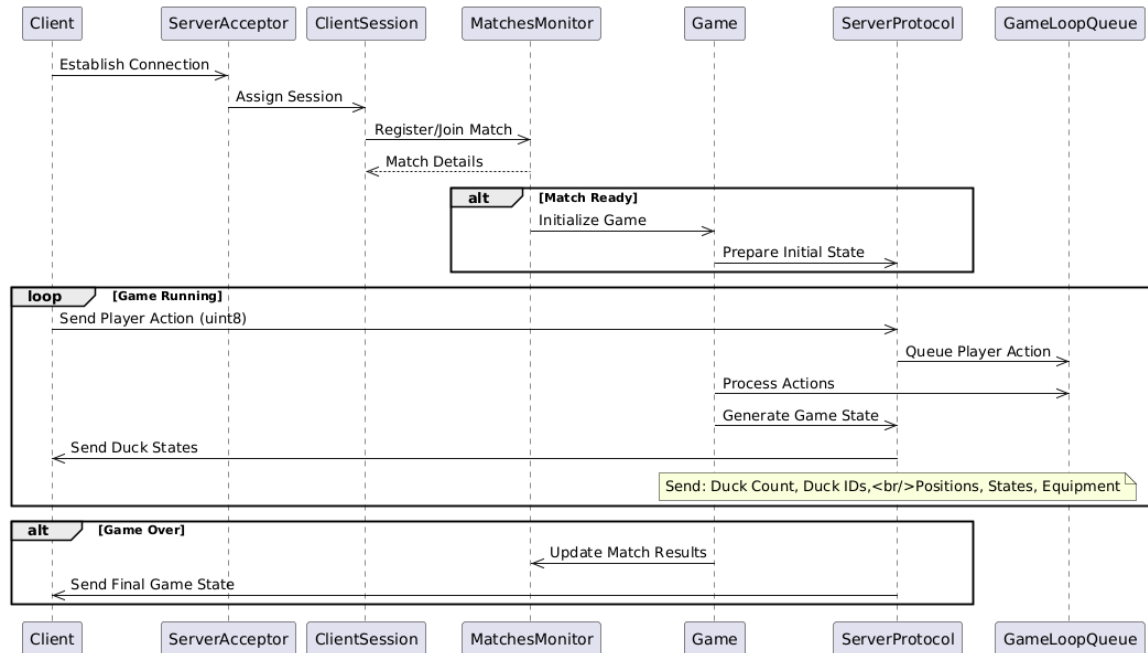 Client ServerAcceptor ClientSession MatchesMonitor Game ServerProtocol GameLoopQueue
Establish Connection
Assign Session
Register/Join Match
Match Details
alt [Match Ready]
Initialize Game
Prepare Initial State
loop [Game Running]
Send Player Action (uint8)
Queue Player Action
Process Actions
Generate Game State
Send Duck States
Send: Duck Count, Duck IDs,<br/>Positions, States, Equipment
alt [Game Over]
Update Match Results
Send Final Game State
Client ServerAcceptor ClientSession MatchesMonitor Game ServerProtocol GameLoopQueue